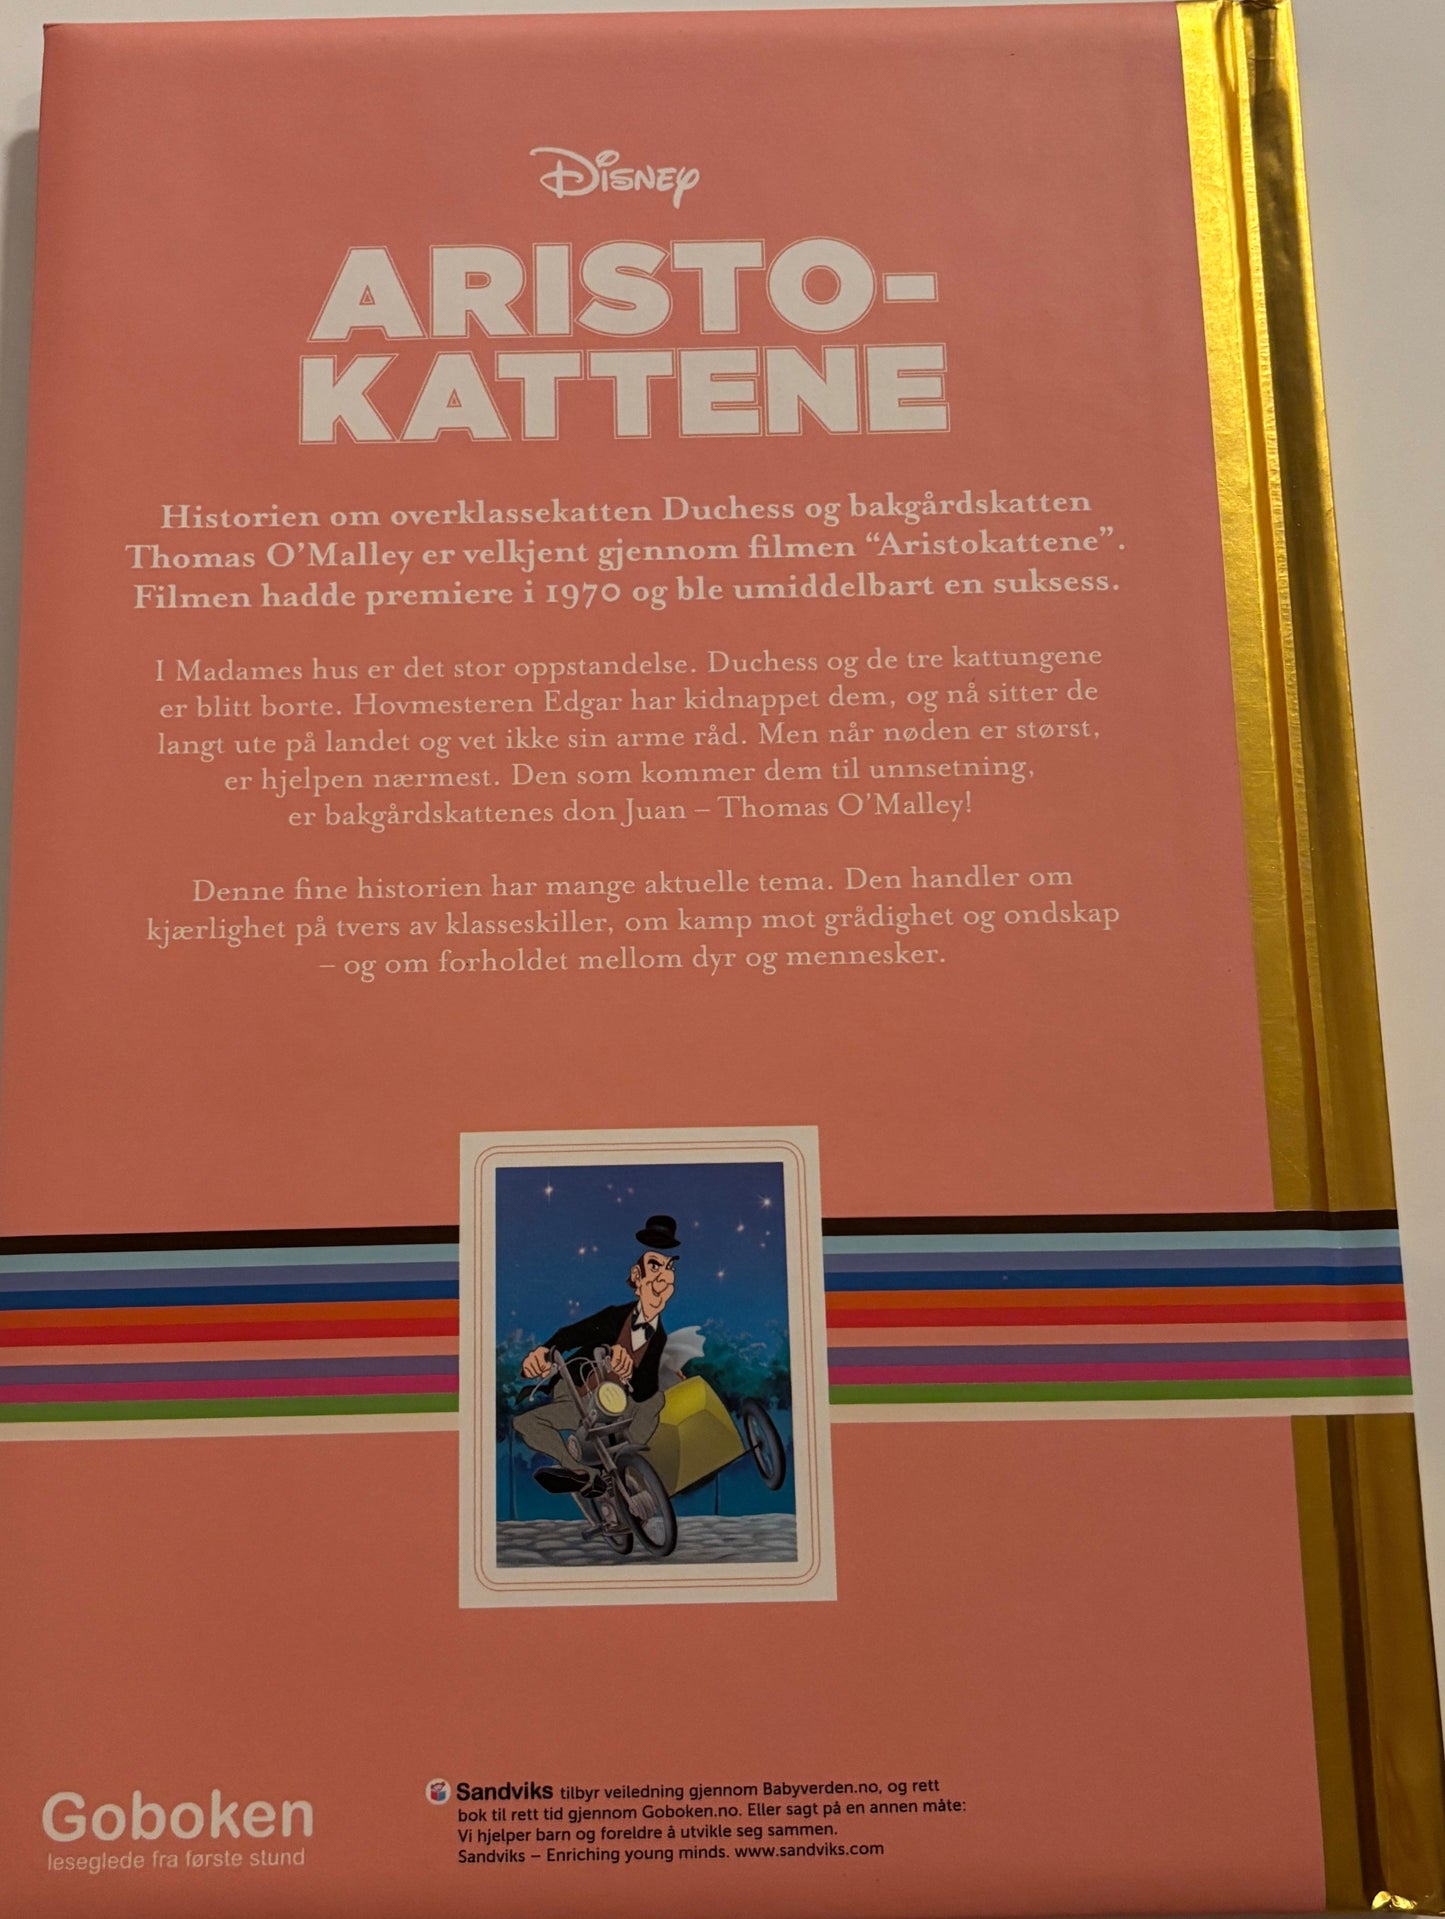 Disney
ARISTO-
KATTENE
Historien om overklassekatten Duchess og bakgårdskatten
Thomas O’Malley er velkjent gjennom filmen “Aristokattene”.
Filmen hadde premiere i 1970 og ble umiddelbart en suksess.
I Madames hus er det stor oppstandelse. Duchess og de tre kattungene
er blitt borte. Hovmesteren Edgar har kidnappet dem, og nå sitter de
langt ute på landet og vet ikke sin arme råd. Men når nøden er størst,
er hjelpen nærmest. Den som kommer dem til unnsetning,
er bakgårdskattenes don Juan – Thomas O’Malley!
Denne fine historien har mange aktuelle tema. Den handler om
kjærlighet på tvers av klasseskiller, om kamp mot grådighet og ondskap
– og om forholdet mellom dyr og mennesker.
Goboken
leseglede fra første stund
Sandviks tilbyr veiledning gjennom Babyverden.no, og rett
bok til rett tid gjennom Goboken.no. Eller sagt på en annen måte:
Vi hjelper barn og foreldre å utvikle seg sammen.
Sandviks – Enriching young minds. www.sandviks.com